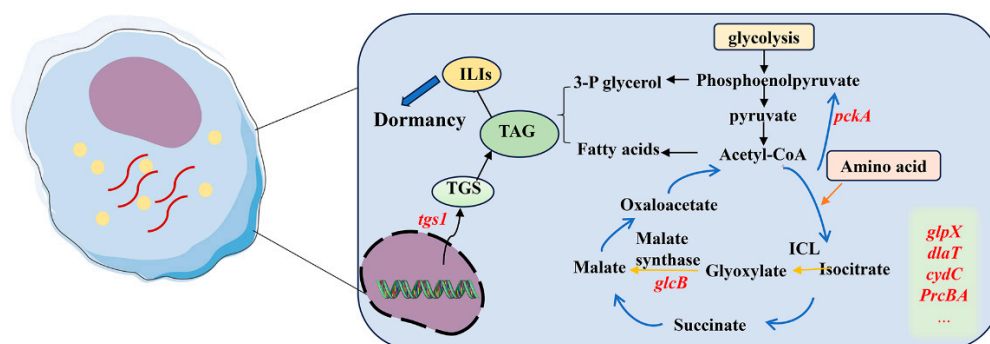 glycolysis
ILIs
3-P glycerol
Phosphoenolpyruvate
Dormancy
pyruvate
pckA
TAG
Fatty acids
Acetyl-CoA
Amino acid
TGS
Oxaloacetate
tgs1
Malate
synthase
ICL
Malate
Glyoxylate
Isocitrate
glcB
Succinate
glpX
dlaT
cydC
PrcBA
...